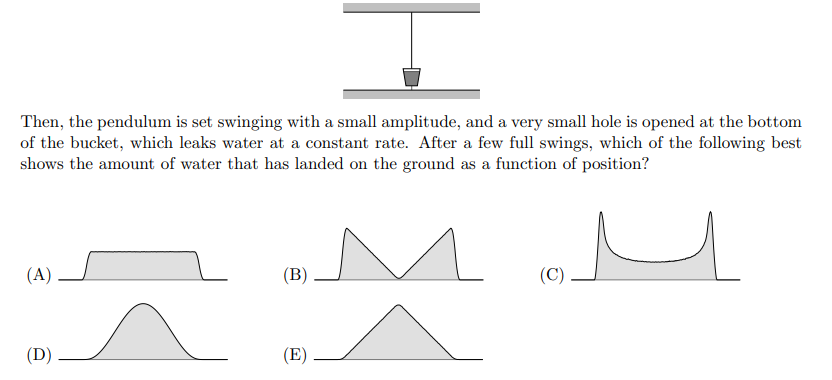 Then, the pendulum is set swinging with a small amplitude, and a very small hole is opened at the bottom
of the bucket, which leaks water at a constant rate. After a few full swings, which of the following best
shows the amount of water that has landed on the ground as a function of position?
(A) (B) (C)
(D) (E)